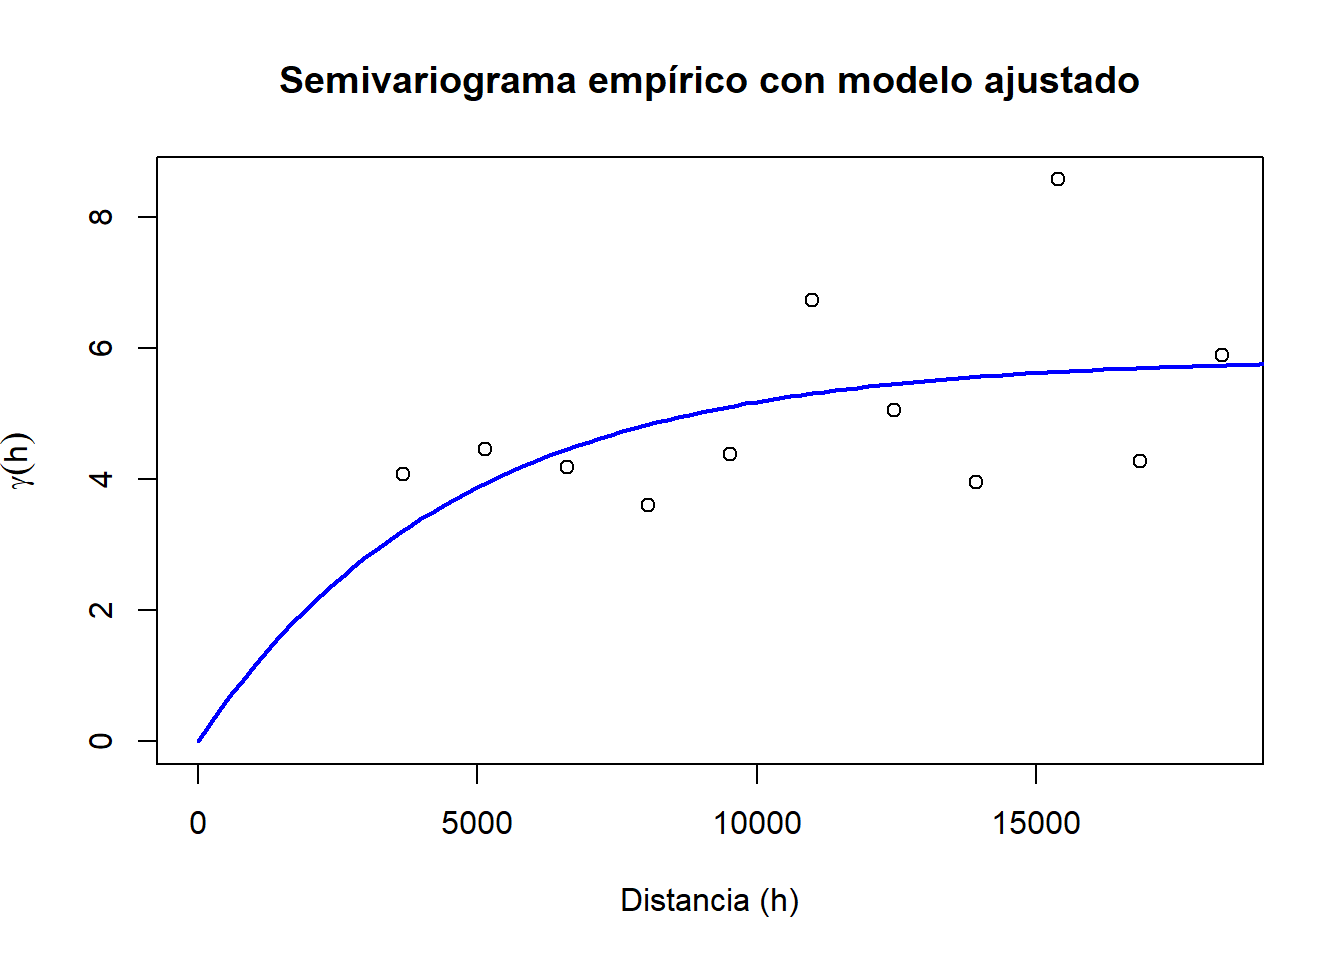 Semivariograma empírico con modelo ajustado
γ(h)
8
6
4
2
0
0 5000 10000 15000
Distancia (h)